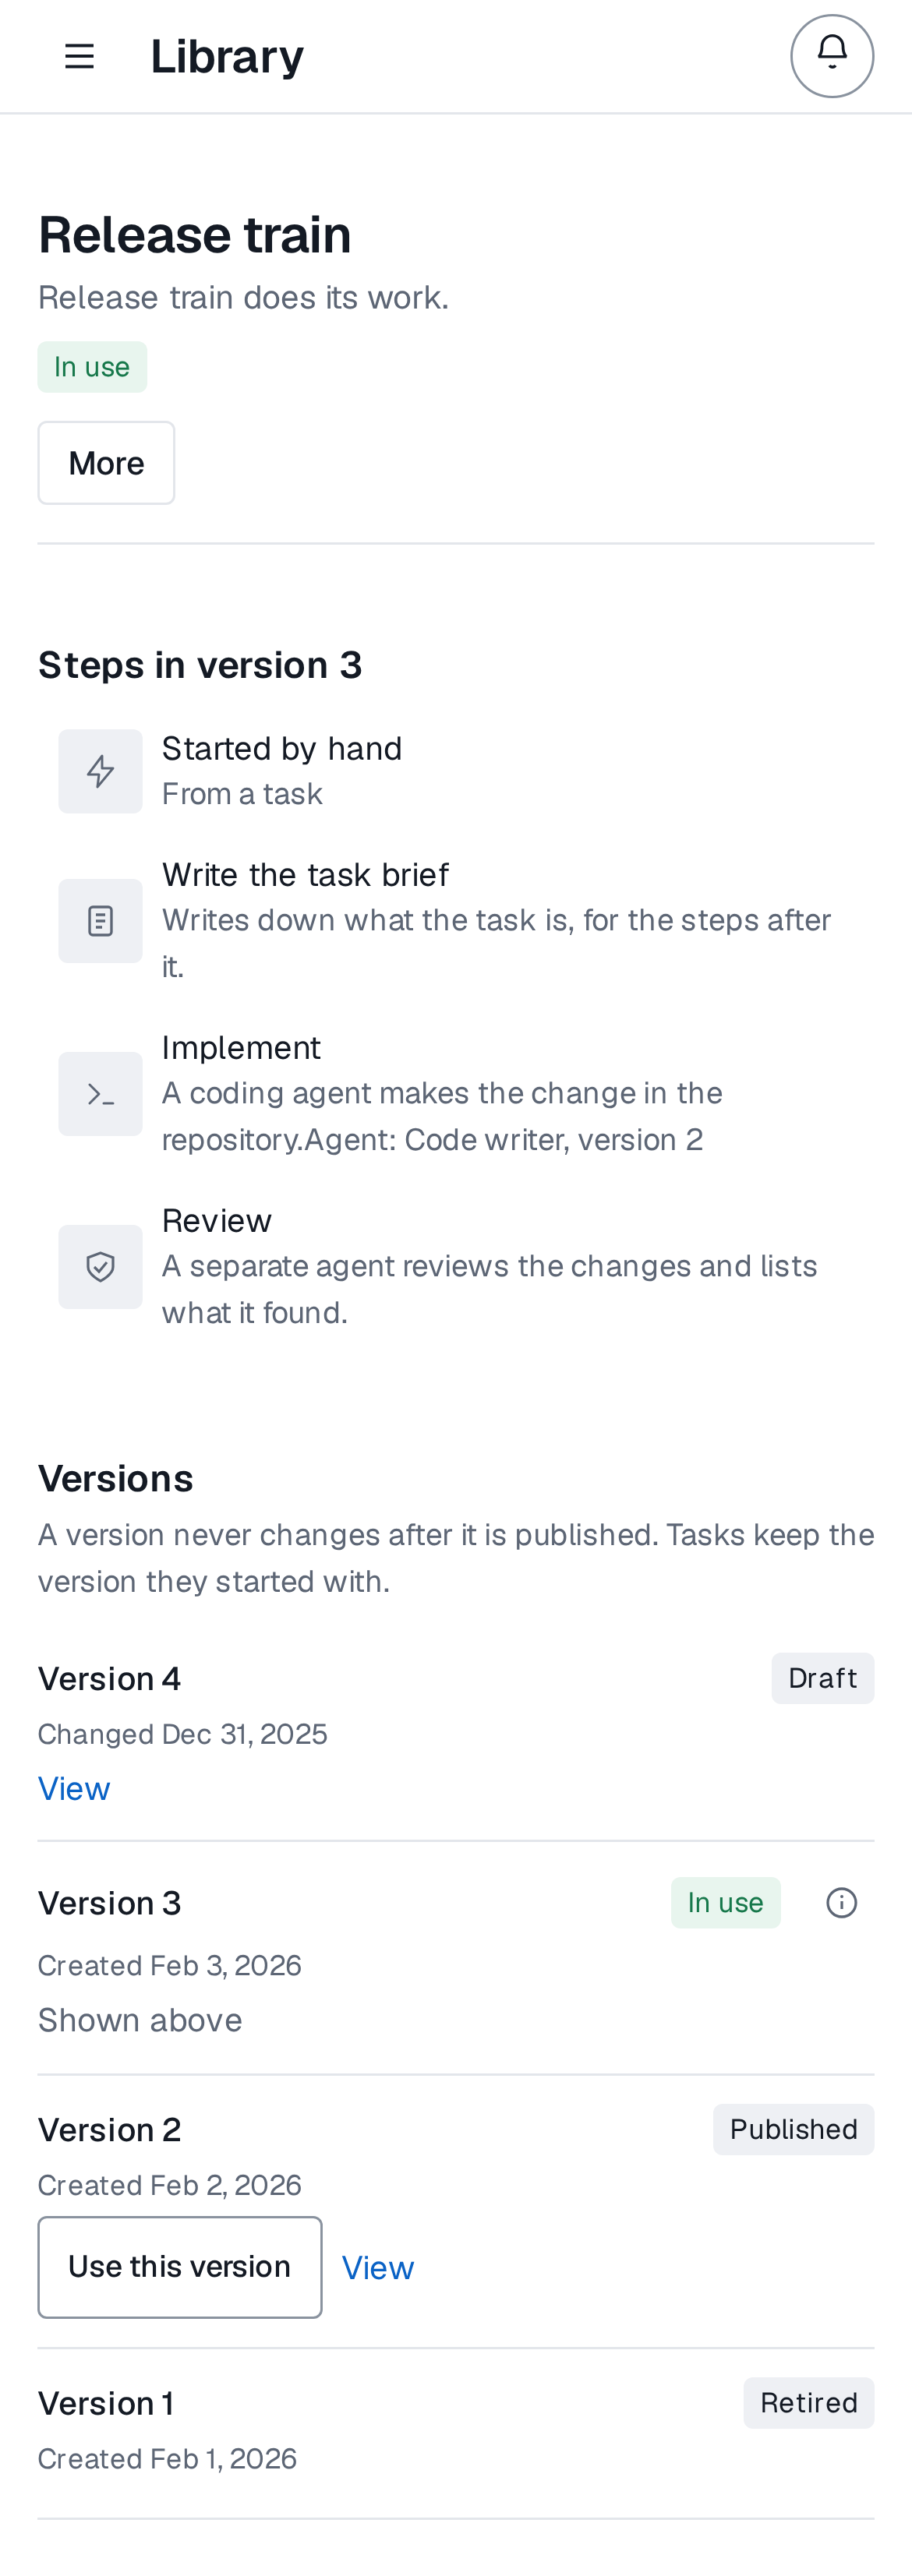 Library
Release train
Release train does its work.
In use
More
Steps in version 3
Started by hand
From a task
Write the task brief
Writes down what the task is, for the steps after
it.
Implement
A coding agent makes the change in the
repository.Agent: Code writer, version 2
Review
A separate agent reviews the changes and lists
what it found.
Versions
A version never changes after it is published. Tasks keep the
version they started with.
Version 4
Draft
Changed Dec 31, 2025
View
Version 3
In use
Created Feb 3, 2026
Shown above
Version 2
Published
Created Feb 2, 2026
Use this version
View
Version 1
Retired
Created Feb 1, 2026